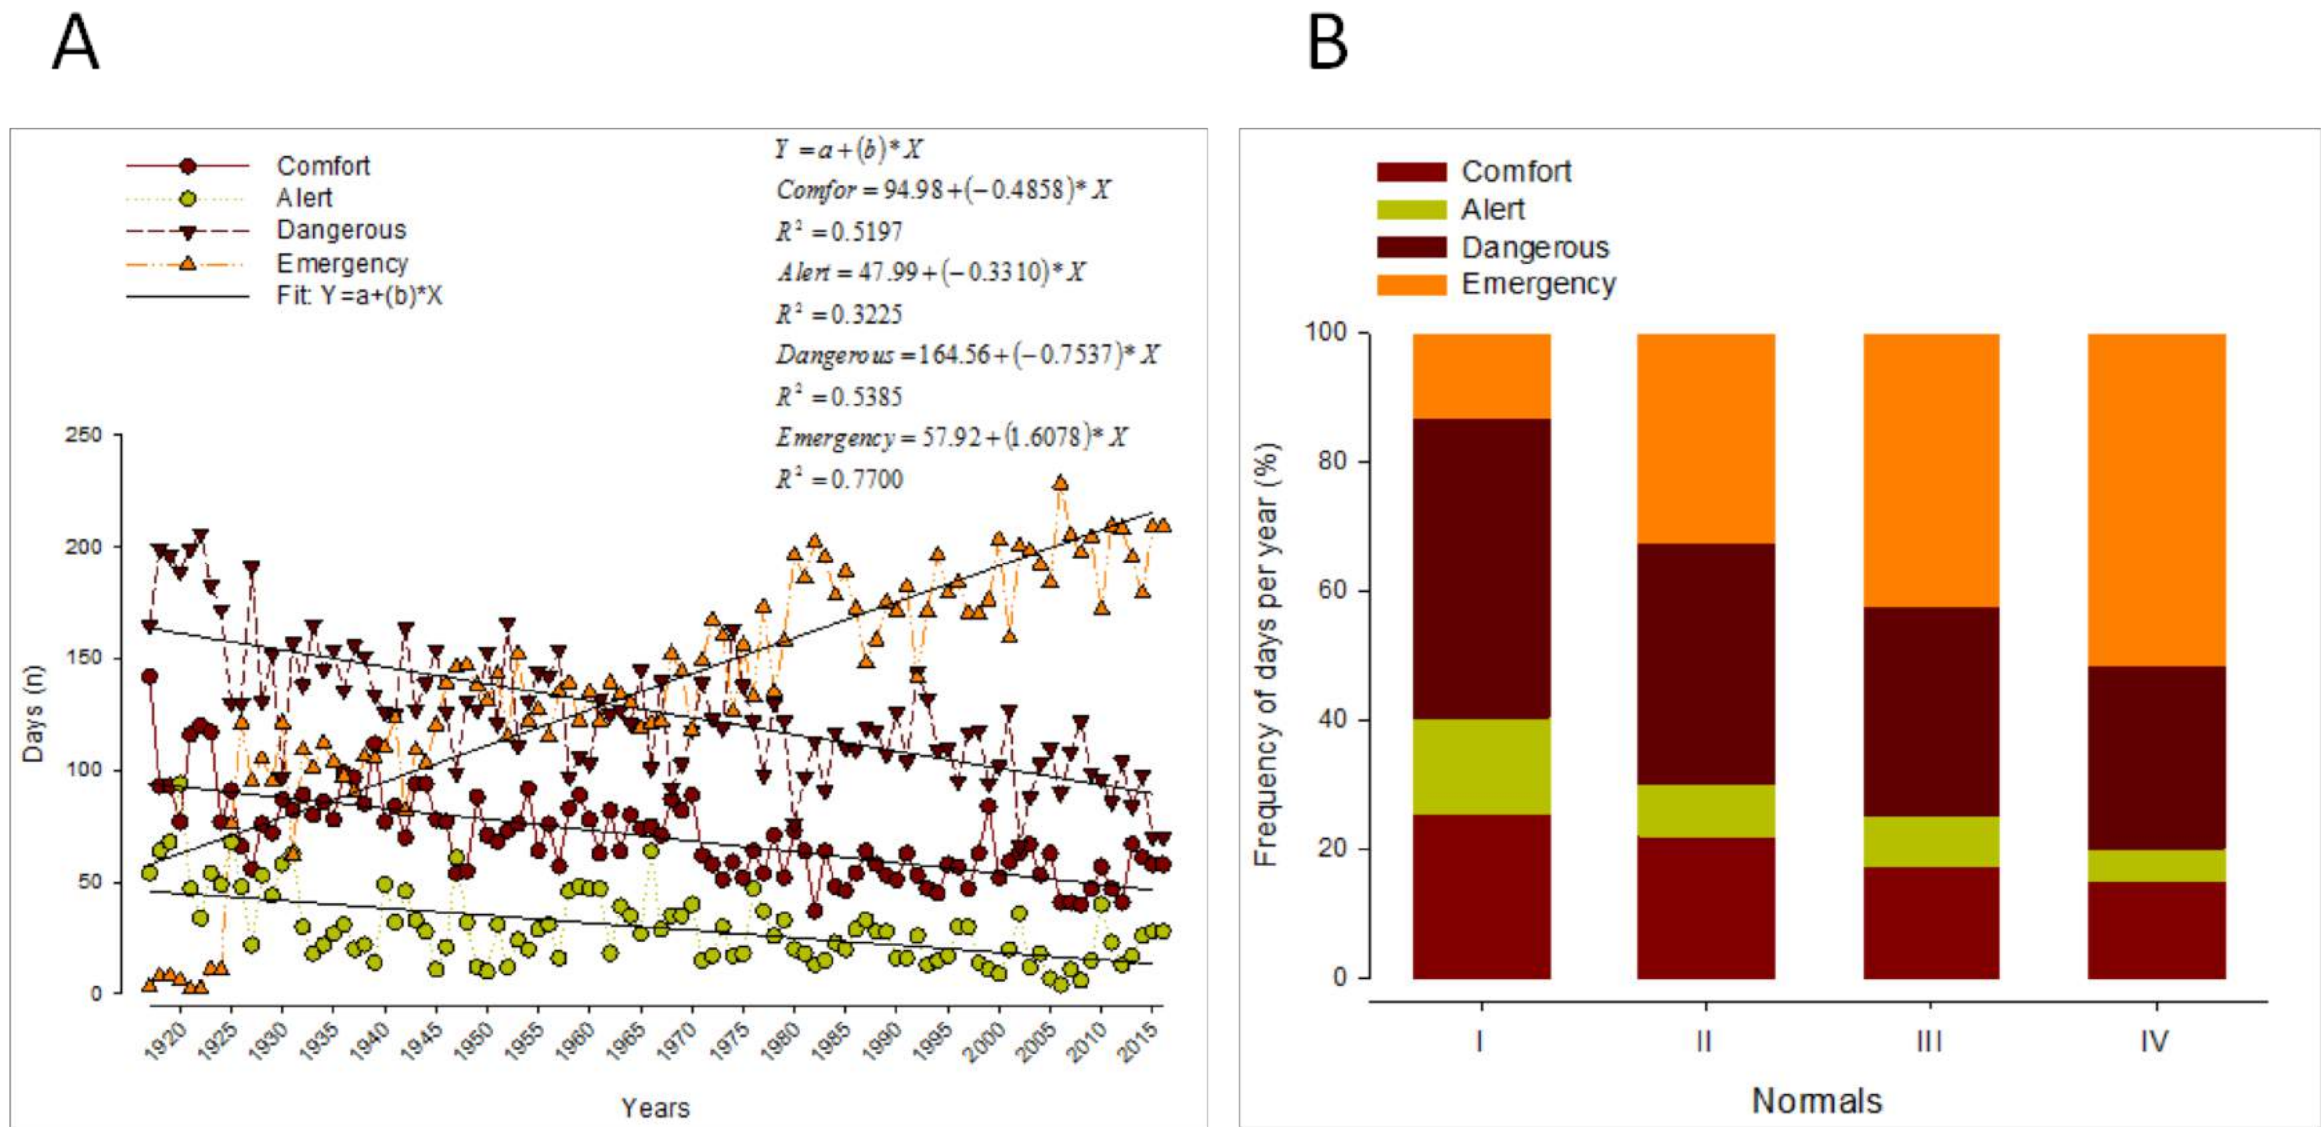 A
B
Comfort
Alert
Dangerous
Emergency
Fit: Y=a+(b)*X
Y = a + (b)* X
Comfor = 94.98 + (− 0.4858)* X
R² = 0.5197
Alert = 47.99 + (− 0.3310)* X
R² = 0.3225
Dangerous = 164.56 + (− 0.7537)* X
R² = 0.5385
Emergency = 57.92 + (1.6078)* X
R² = 0.7700
250
200
150
100
50
0
Days (n)
1920
1925
1930
1935
1940
1945
1950
1955
1960
1965
1970
1975
1980
1985
1990
1995
2000
2005
2010
2015
Years
Comfort
Alert
Dangerous
Emergency
100
80
60
40
20
0
Frequency of days per year (%)
I
II
III
IV
Normals